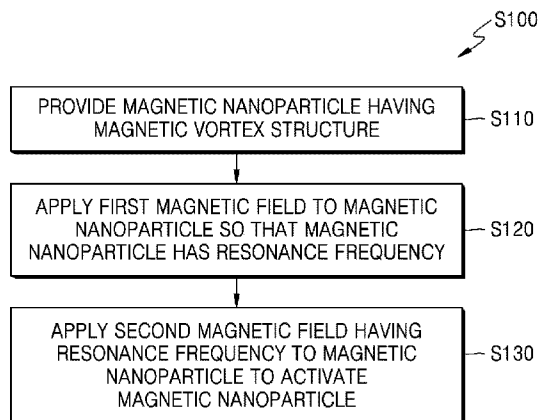 S100
PROVIDE MAGNETIC NANOPARTICLE HAVING
MAGNETIC VORTEX STRUCTURE
S110
APPLY FIRST MAGNETIC FIELD TO MAGNETIC
NANOPARTICLE SO THAT MAGNETIC
NANOPARTICLE HAS RESONANCE FREQUENCY
S120
APPLY SECOND MAGNETIC FIELD HAVING
RESONANCE FREQUENCY TO MAGNETIC
NANOPARTICLE TO ACTIVATE
MAGNETIC NANOPARTICLE
S130